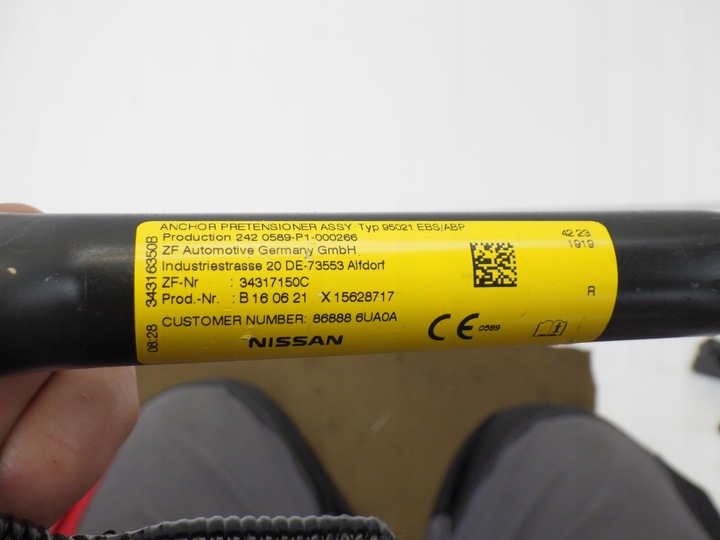 ANCHOR PRETENSIONER ASSY Typ 95021 EBS/ABP
Production 242 0589-P1-000266
ZF Automotive Germany GmbH
Industriestrasse 20 DE-73553 Alfdorf
ZF-Nr : 34317150C
Prod.-Nr. : B 16 06 21 X 15628717
CUSTOMER NUMBER: 86888 6UA0A
NISSAN
08:28 34316350B
CE 0589
42.23
1919
R
i